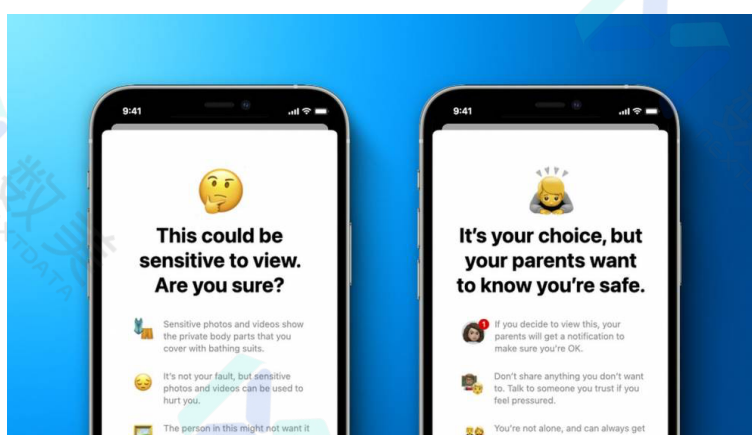 9:41
This could be
sensitive to view.
Are you sure?
Sensitive photos and videos show
the private body parts that you
cover with bathing suits.
It's not your fault, but sensitive
photos and videos can be used to
hurt you.
The person in this might not want it
9:41
It's your choice, but
your parents want
to know you're safe.
1
If you decide to view this, your
parents will get a notification to
make sure you're OK.
Don't share anything you don't want
to. Talk to someone you trust if you
feel pressured.
You're not alone, and can always get
数美